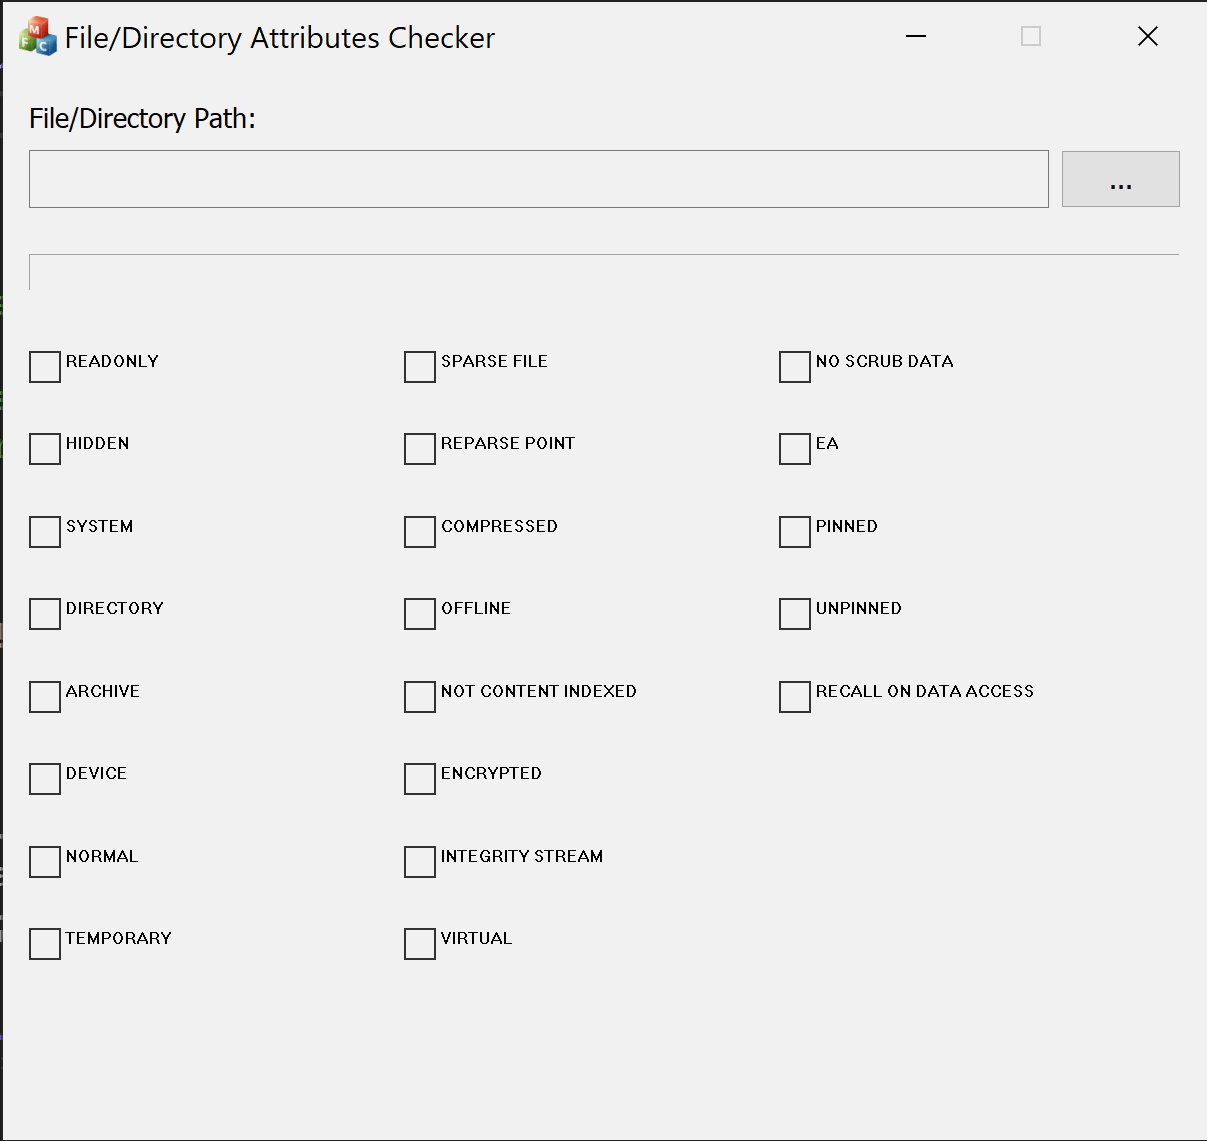 File/Directory Attributes Checker
File/Directory Path:
...
READONLY
HIDDEN
SYSTEM
DIRECTORY
ARCHIVE
DEVICE
NORMAL
TEMPORARY
SPARSE FILE
REPARSE POINT
COMPRESSED
OFFLINE
NOT CONTENT INDEXED
ENCRYPTED
INTEGRITY STREAM
VIRTUAL
NO SCRUB DATA
EA
PINNED
UNPINNED
RECALL ON DATA ACCESS